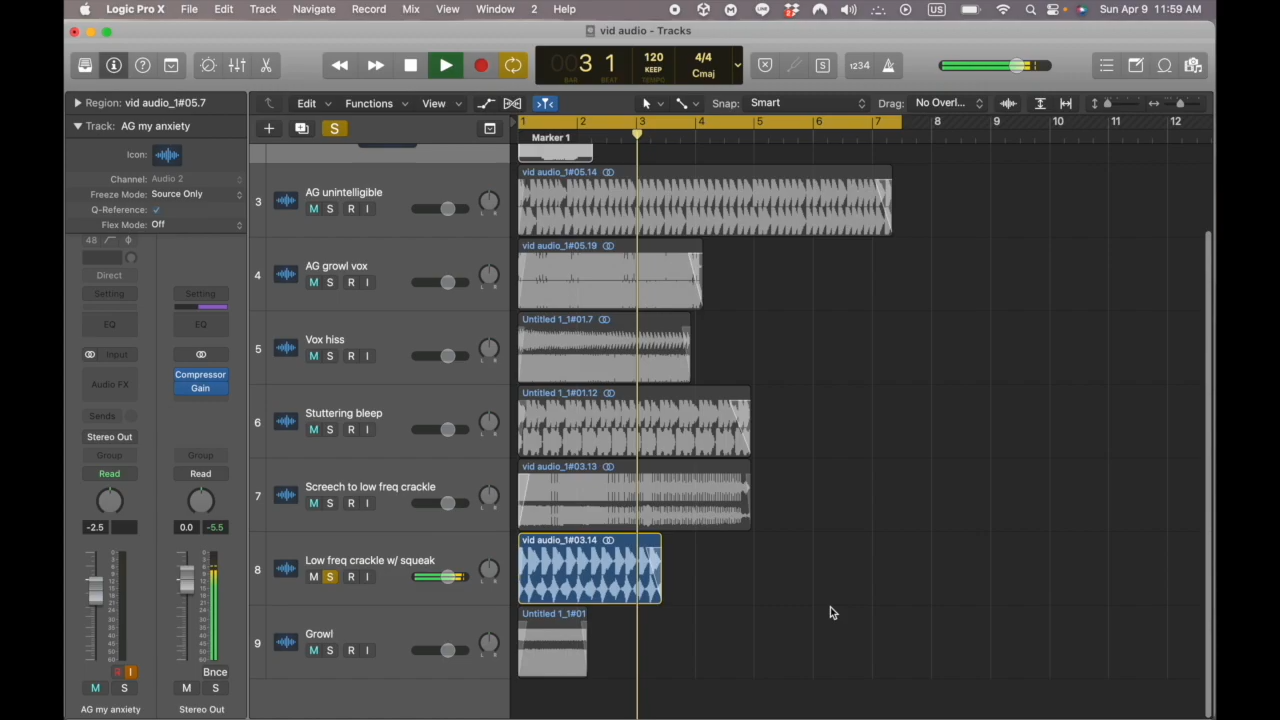 Logic Pro X File Edit Track Navigate Record Mix View Window 2 Help US Sun Apr 9 11:59 AM
vid audio - Tracks
00 3 1 120 4/4
BAR BEAT KEEP TEMPO Cmaj
1234
Region: vid audio_1#05.7
Edit Functions View Snap: Smart Drag: No Overl...
Track: AG my anxiety
S
1 2 3 4 5 6 7 8 9 10 11 12
Marker 1
Icon:
Channel: Audio 2
Freeze Mode: Source Only
Q-Reference:
Flex Mode: Off
48
Direct
Setting Setting
EQ EQ
Input
Audio FX
Compressor
Gain
Sends
Stereo Out
Group Group
Read Read
-2.5 0.0 -5.5
R I Bnce
M S M S
AG my anxiety Stereo Out
3 AG unintelligible
M S R I L R
vid audio_1#05.14
4 AG growl vox
M S R I L R
vid audio_1#05.19
5 Vox hiss
M S R I L R
Untitled 1_1#01.7
6 Stuttering bleep
M S R I L R
Untitled 1_1#01.12
7 Screech to low freq crackle
M S R I L R
vid audio_1#03.13
8 Low freq crackle w/ squeak
M S R I L R
vid audio_1#03.14
9 Growl
M S R I L R
Untitled 1_1#01